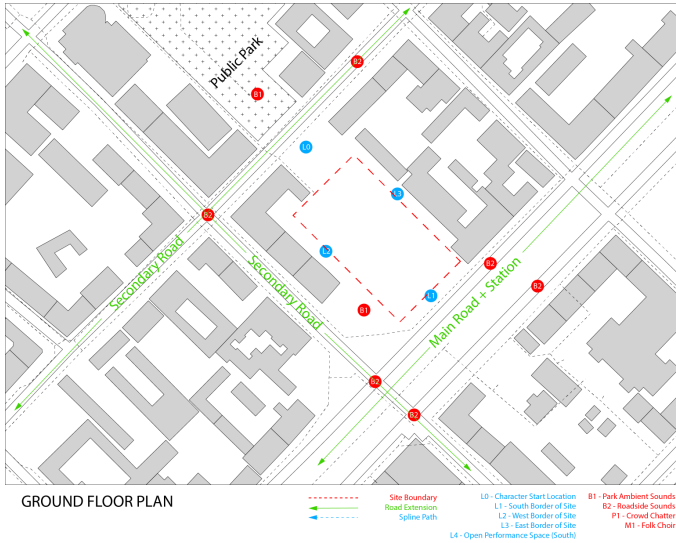 Public Park
B2
B1
L0
L3
B2
L2
B2
B2
L1
B1
B2
B2
Secondary Road
Secondary Road
Main Road + Station
GROUND FLOOR PLAN
Site Boundary
Road Extension
Spline Path
L0 - Character Start Location
L1 - South Border of Site
L2 - West Border of Site
L3 - East Border of Site
L4 - Open Performance Space (South)
B1 - Park Ambient Sounds
B2 - Roadside Sounds
P1 - Crowd Chatter
M1 - Folk Choir